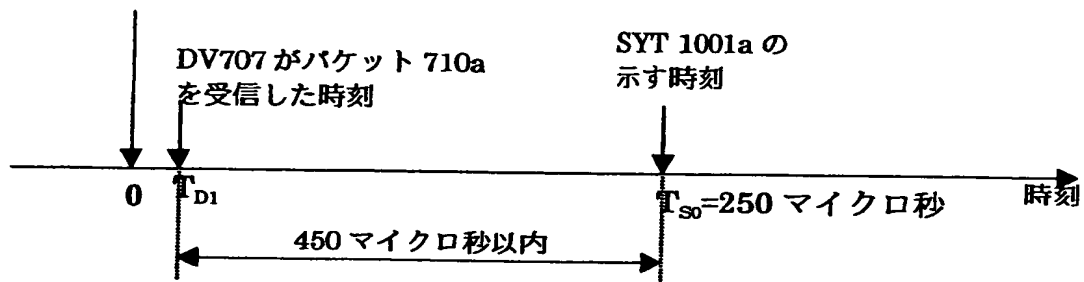 DV707 がパケット 710a
を受信した時刻
SYT 1001a の
示す時刻
0
T_D1
T_S0=250 マイクロ秒
時刻
450 マイクロ秒以内